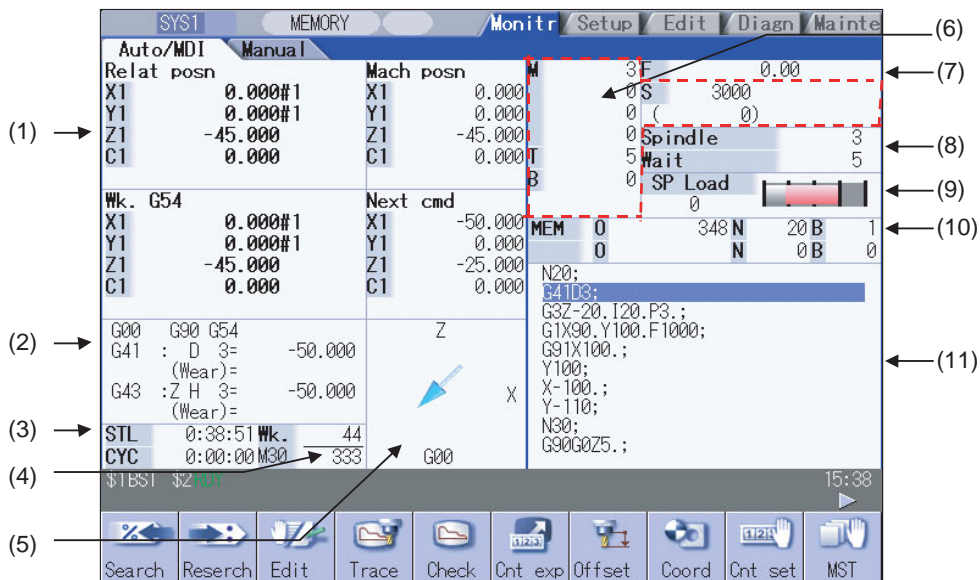 SYS1 MEMORY Monitr Setup Edit Diagn Mainte
Auto/MDI Manual
(6)
Relat posn
X1 0.000#1
Y1 0.000#1
Z1 -45.000
C1 0.000
(1)
Mach posn
X1 0.000
Y1 0.000
Z1 -45.000
C1 0.000
M 3
0
0
0
T 5
B 0
F 0.00
(7)
S 3000
( 0)
Spindle 3
Wait 5
(8)
SP Load
0
(9)
Wk. G54
X1 0.000#1
Y1 0.000#1
Z1 -45.000
C1 0.000
Next cmd
X1 -50.000
Y1 0.000
Z1 -25.000
C1 0.000
MEM O 348 N 20 B 1
O N 0 B 0
(10)
N20;
G41D3;
G3Z-20.I20.P3.;
G1X90.Y100.F1000;
G91X100.;
Y100;
X-100.;
Y-110;
N30;
G90G0Z5.;
(11)
G00 G90 G54
G41 : D 3= -50.000
(Wear)=
G43 :Z H 3= -50.000
(Wear)=
(2)
Z
X
G00
(3)
STL 0:38:51 Wk. 44
CYC 0:00:00 M30 333
(4)
(5)
$1BST $2 RDY
15:38
Search Reserch Edit Trace Check Cnt exp Offset Coord Cnt set MST